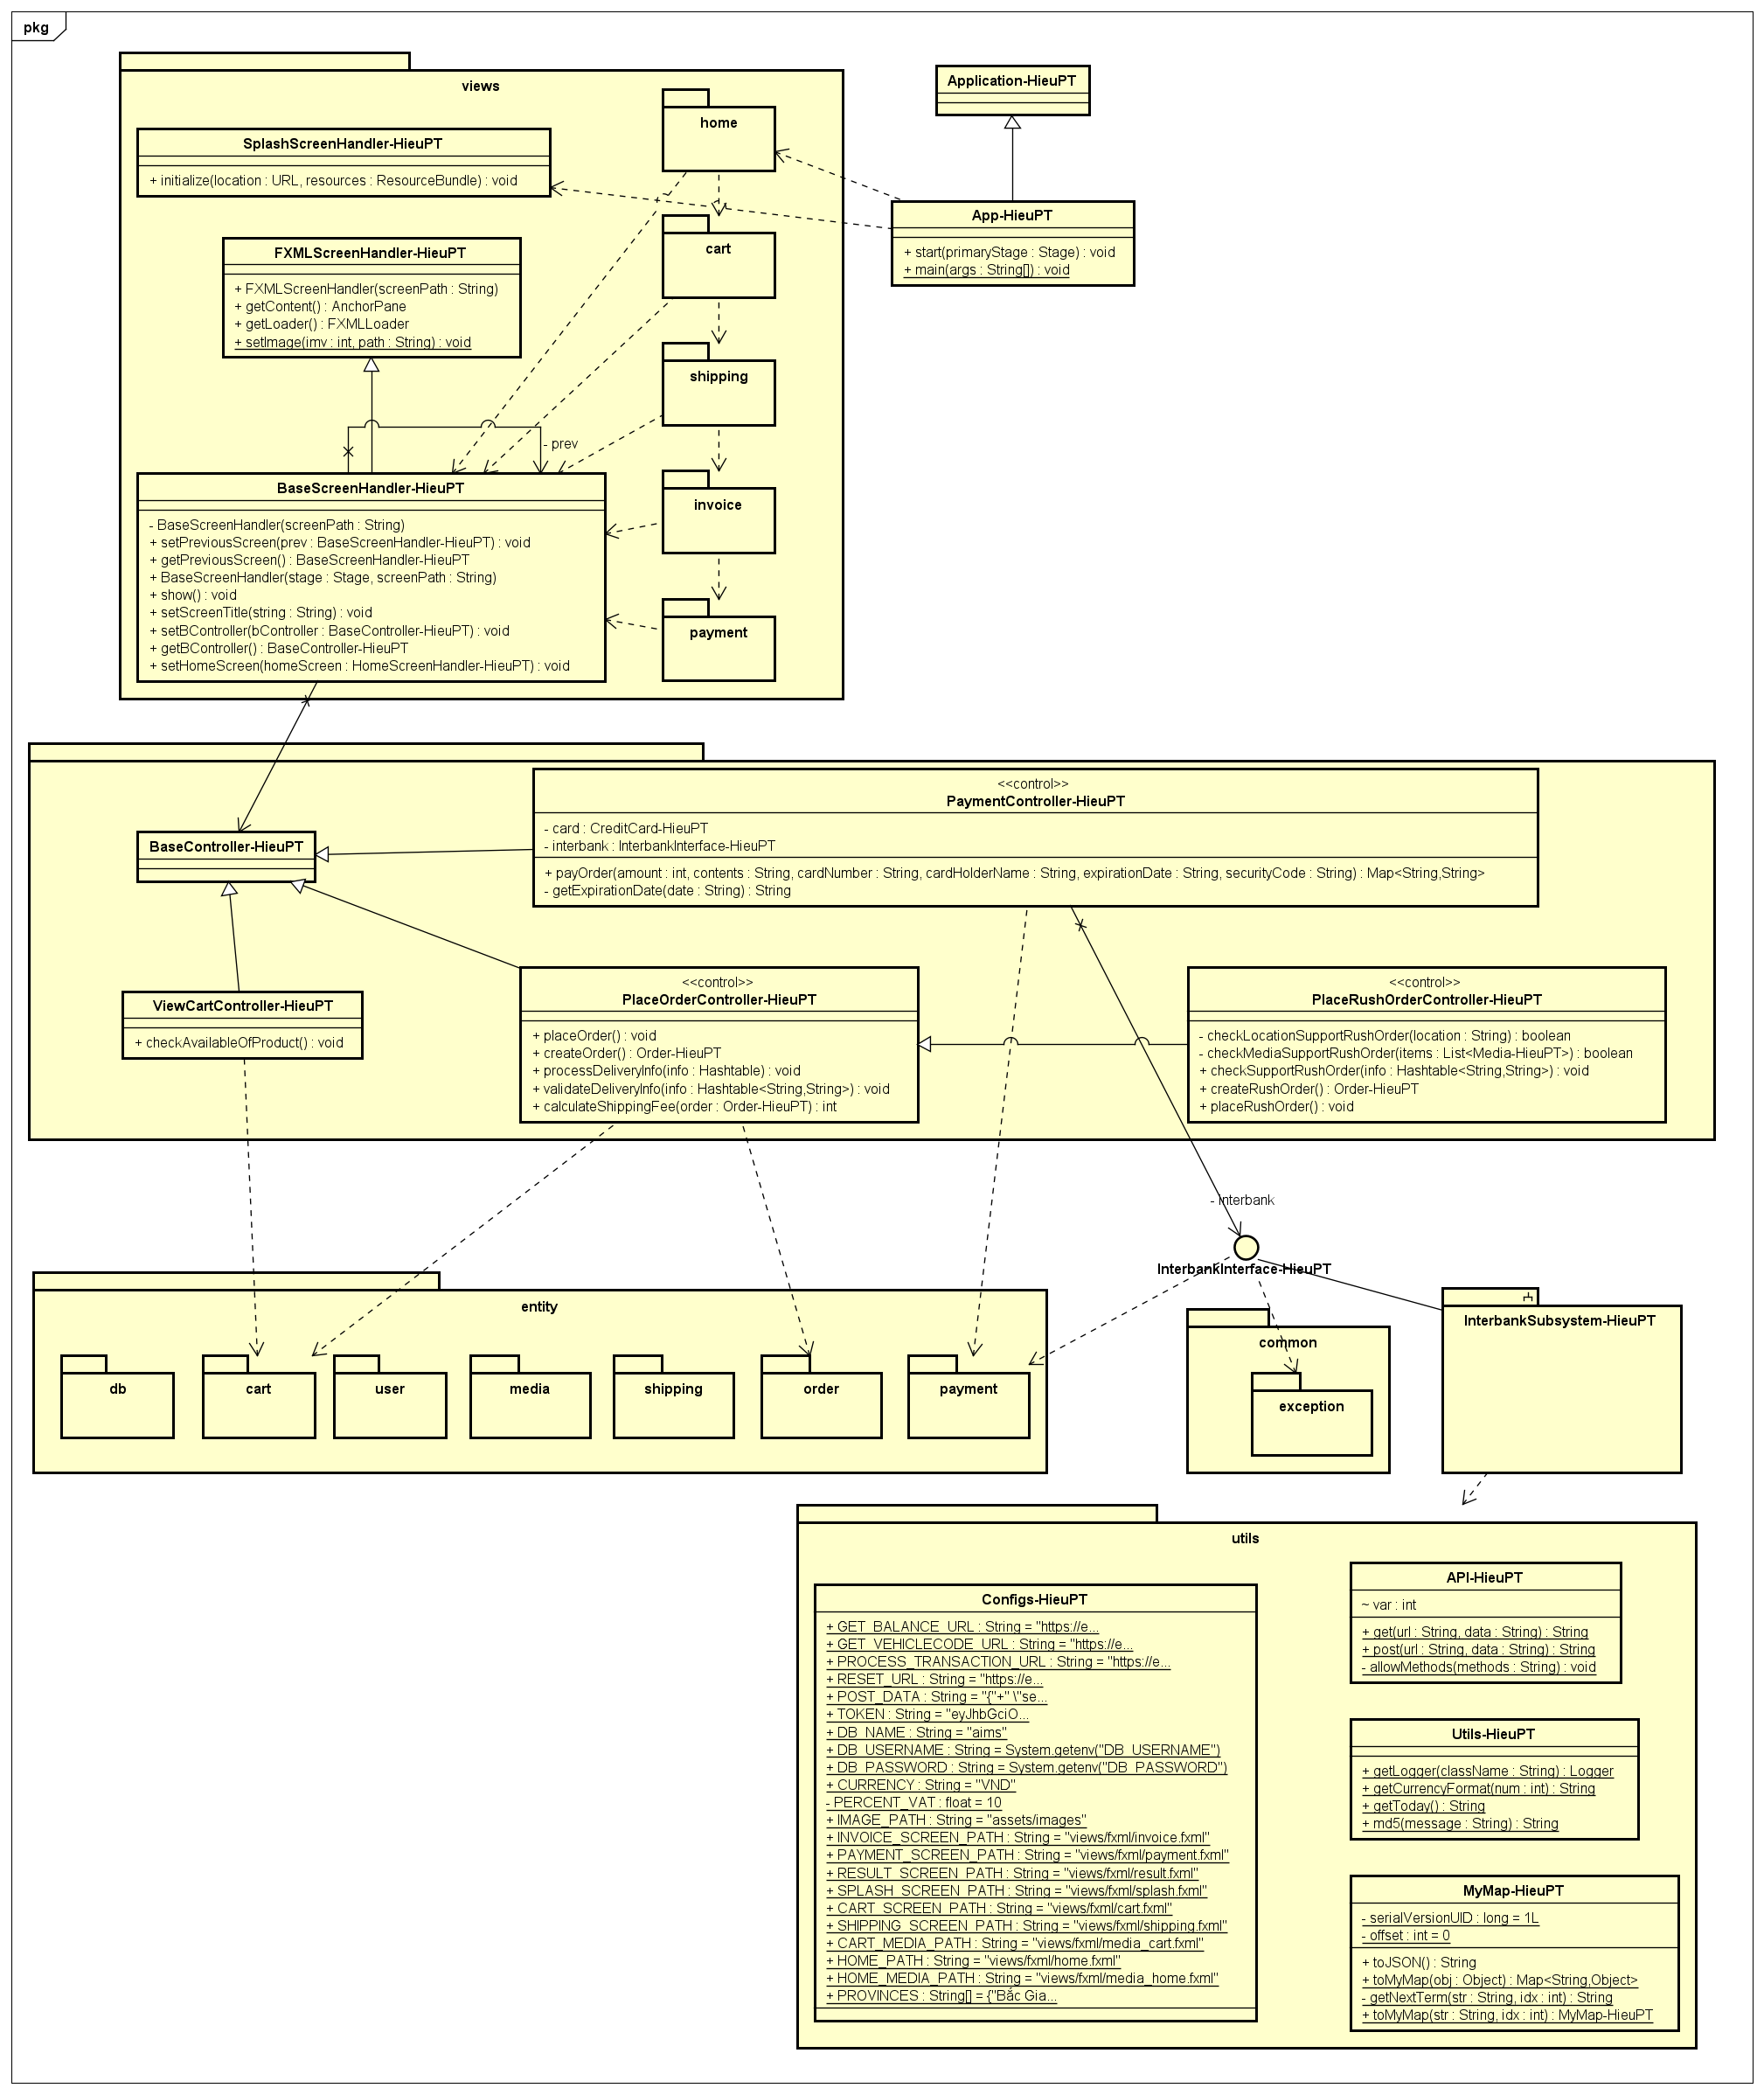 pkg
views
SplashScreenHandler-HieuPT
+ initialize(location : URL, resources : ResourceBundle) : void
FXMLScreenHandler-HieuPT
+ FXMLScreenHandler(screenPath : String)
+ getContent() : AnchorPane
+ getLoader() : FXMLLoader
+ setImage(imv : int, path : String) : void
- prev
BaseScreenHandler-HieuPT
- BaseScreenHandler(screenPath : String)
+ setPreviousScreen(prev : BaseScreenHandler-HieuPT) : void
+ getPreviousScreen() : BaseScreenHandler-HieuPT
+ BaseScreenHandler(stage : Stage, screenPath : String)
+ show() : void
+ setScreenTitle(string : String) : void
+ setBController(bController : BaseController-HieuPT) : void
+ getBController() : BaseController-HieuPT
+ setHomeScreen(homeScreen : HomeScreenHandler-HieuPT) : void
home
cart
shipping
invoice
payment
Application-HieuPT
App-HieuPT
+ start(primaryStage : Stage) : void
+ main(args : String[]) : void
<<control>>
PaymentController-HieuPT
- card : CreditCard-HieuPT
- interbank : InterbankInterface-HieuPT
+ payOrder(amount : int, contents : String, cardNumber : String, cardHolderName : String, expirationDate : String, securityCode : String) : Map<String,String>
- getExpirationDate(date : String) : String
BaseController-HieuPT
ViewCartController-HieuPT
+ checkAvailableOfProduct() : void
<<control>>
PlaceOrderController-HieuPT
+ placeOrder() : void
+ createOrder() : Order-HieuPT
+ processDeliveryInfo(info : Hashtable) : void
+ validateDeliveryInfo(info : Hashtable<String,String>) : void
+ calculateShippingFee(order : Order-HieuPT) : int
<<control>>
PlaceRushOrderController-HieuPT
- checkLocationSupportRushOrder(location : String) : boolean
- checkMediaSupportRushOrder(items : List<Media-HieuPT>) : boolean
+ checkSupportRushOrder(info : Hashtable<String,String>) : void
+ createRushOrder() : Order-HieuPT
+ placeRushOrder() : void
- interbank
InterbankInterface-HieuPT
entity
db
cart
user
media
shipping
order
payment
common
exception
InterbankSubsystem-HieuPT
utils
Configs-HieuPT
+ GET_BALANCE_URL : String = "https://e...
+ GET_VEHICLECODE_URL : String = "https://e...
+ PROCESS_TRANSACTION_URL : String = "https://e...
+ RESET_URL : String = "https://e...
+ POST_DATA : String = "{"+" \"se...
+ TOKEN : String = "eyJhbGciO...
+ DB_NAME : String = "aims"
+ DB_USERNAME : String = System.getenv("DB_USERNAME")
+ DB_PASSWORD : String = System.getenv("DB_PASSWORD")
+ CURRENCY : String = "VND"
- PERCENT_VAT : float = 10
+ IMAGE_PATH : String = "assets/images"
+ INVOICE_SCREEN_PATH : String = "views/fxml/invoice.fxml"
+ PAYMENT_SCREEN_PATH : String = "views/fxml/payment.fxml"
+ RESULT_SCREEN_PATH : String = "views/fxml/result.fxml"
+ SPLASH_SCREEN_PATH : String = "views/fxml/splash.fxml"
+ CART_SCREEN_PATH : String = "views/fxml/cart.fxml"
+ SHIPPING_SCREEN_PATH : String = "views/fxml/shipping.fxml"
+ CART_MEDIA_PATH : String = "views/fxml/media_cart.fxml"
+ HOME_PATH : String = "views/fxml/home.fxml"
+ HOME_MEDIA_PATH : String = "views/fxml/media_home.fxml"
+ PROVINCES : String[] = {"Bắc Gia...
API-HieuPT
~ var : int
+ get(url : String, data : String) : String
+ post(url : String, data : String) : String
- allowMethods(methods : String) : void
Utils-HieuPT
+ getLogger(className : String) : Logger
+ getCurrencyFormat(num : int) : String
+ getToday() : String
+ md5(message : String) : String
MyMap-HieuPT
- serialVersionUID : long = 1L
- offset : int = 0
+ toJSON() : String
+ toMyMap(obj : Object) : Map<String,Object>
- getNextTerm(str : String, idx : int) : String
+ toMyMap(str : String, idx : int) : MyMap-HieuPT